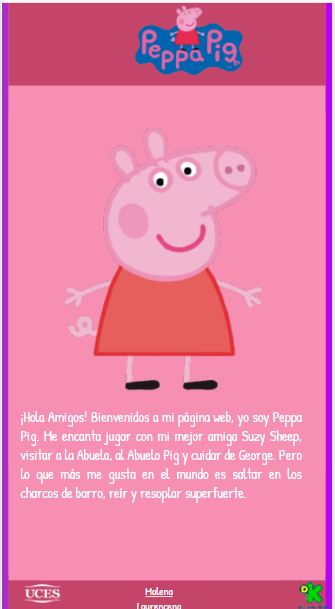 Peppa Pig
¡Hola Amigos! Bienvenidos a mi página web, yo soy Peppa
Pig. Me encanta jugar con mi mejor amiga Suzy Sheep,
visitar a la Abuela, al Abuelo Pig y cuidar de George. Pero
lo que más me gusta en el mundo es saltar en los
charcos de barro, reír y resoplar superfuerte.
UCES
Malena
Laurencena
DK